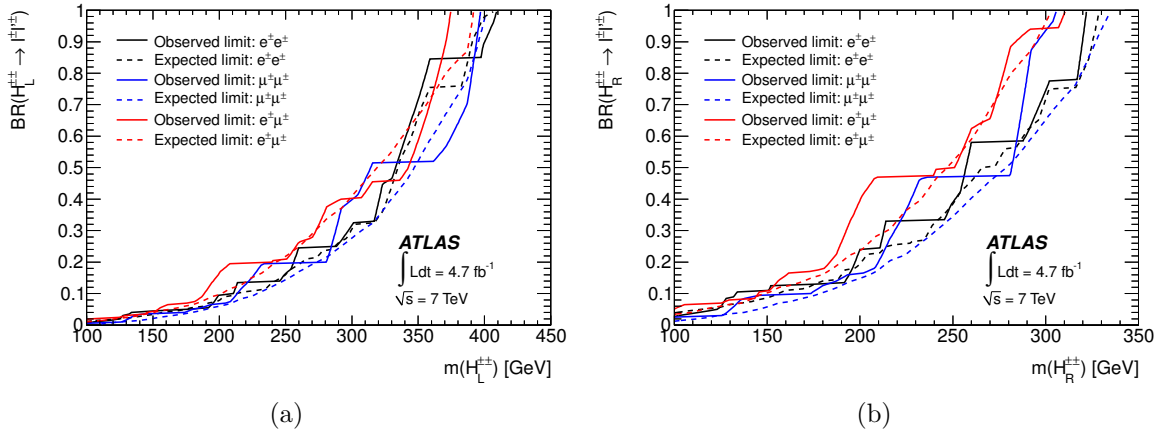 BR(H_L^{±±} → l^±l'^±)
1
0.9
0.8
0.7
0.6
0.5
0.4
0.3
0.2
0.1
0
Observed limit: e^±e^±
Expected limit: e^±e^±
Observed limit: μ^±μ^±
Expected limit: μ^±μ^±
Observed limit: e^±μ^±
Expected limit: e^±μ^±
ATLAS
∫ Ldt = 4.7 fb^{-1}
√s = 7 TeV
100 150 200 250 300 350 400 450
m(H_L^{±±}) [GeV]
(a)
BR(H_R^{±±} → l^±l'^±)
1
0.9
0.8
0.7
0.6
0.5
0.4
0.3
0.2
0.1
0
Observed limit: e^±e^±
Expected limit: e^±e^±
Observed limit: μ^±μ^±
Expected limit: μ^±μ^±
Observed limit: e^±μ^±
Expected limit: e^±μ^±
ATLAS
∫ Ldt = 4.7 fb^{-1}
√s = 7 TeV
100 150 200 250 300 350
m(H_R^{±±}) [GeV]
(b)